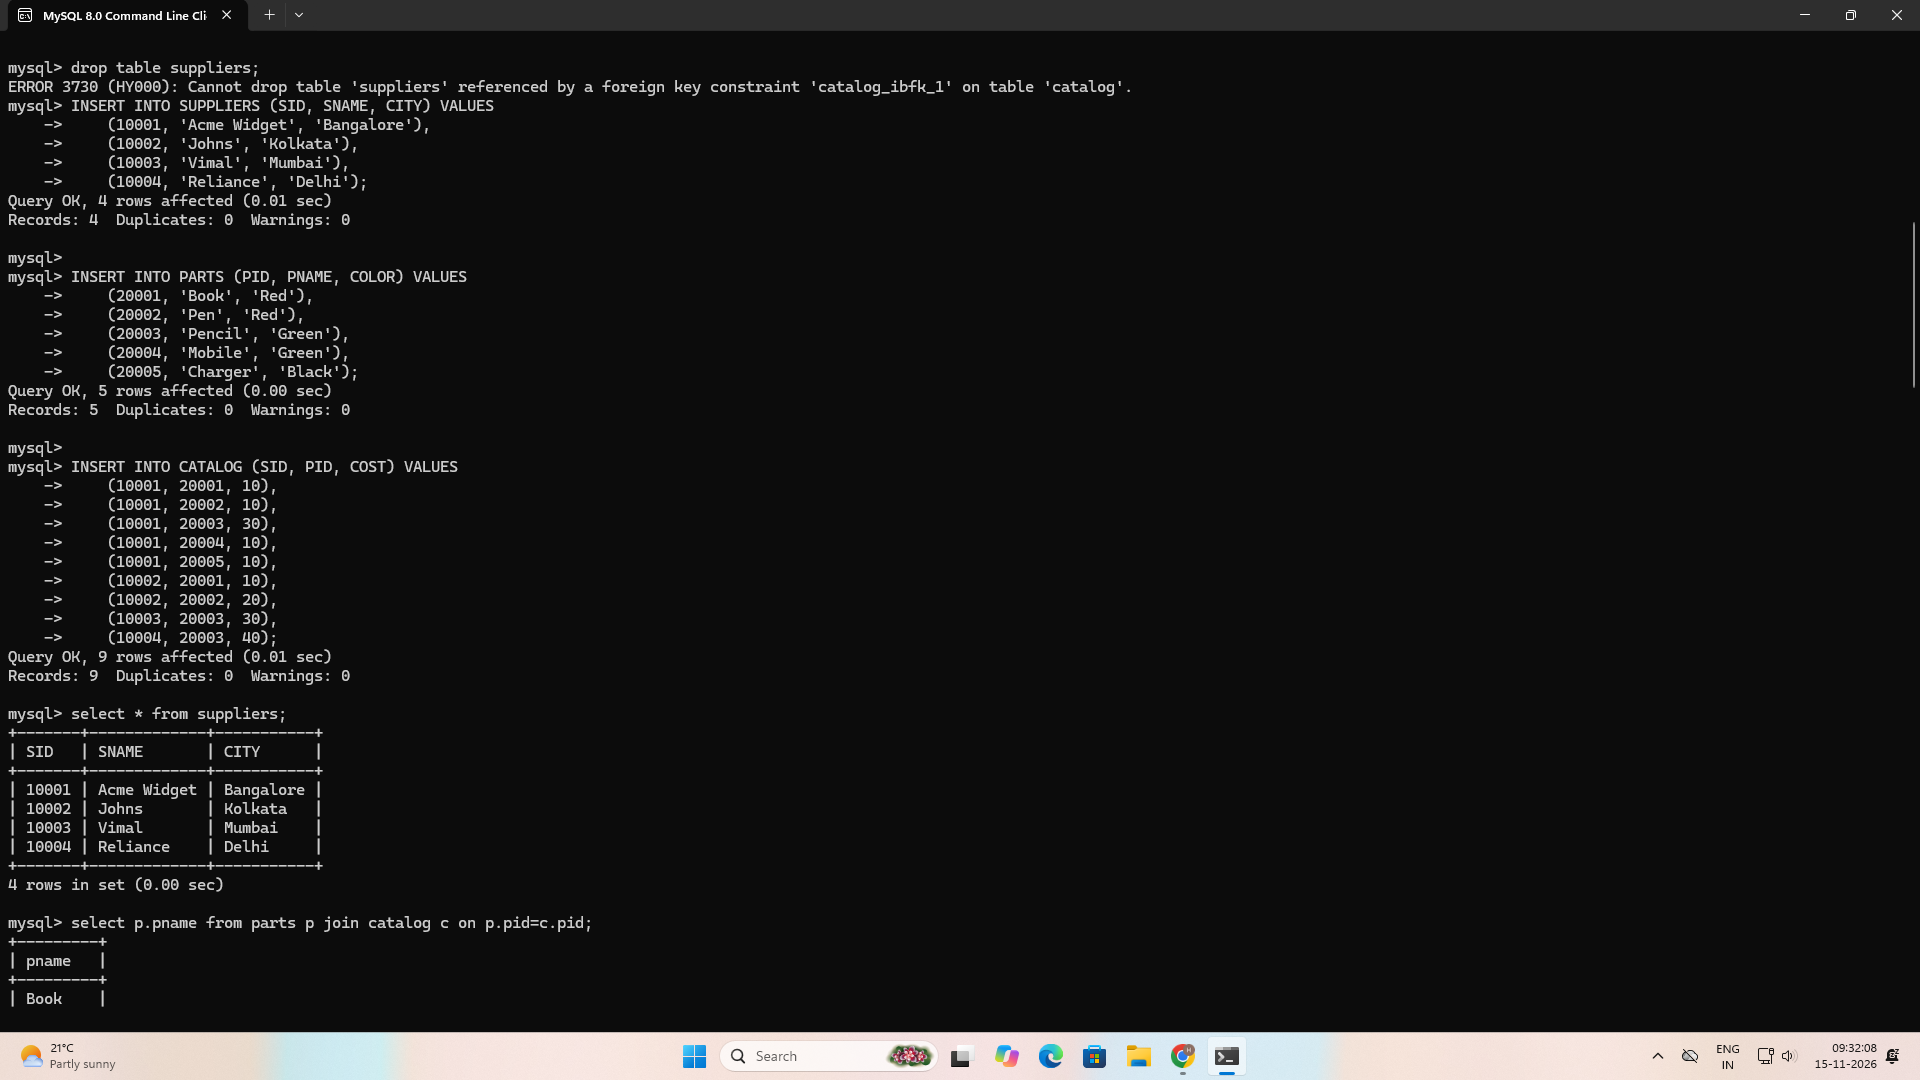 MySQL 8.0 Command Line Cli
mysql> drop table suppliers;
ERROR 3730 (HY000): Cannot drop table 'suppliers' referenced by a foreign key constraint 'catalog_ibfk_1' on table 'catalog'.
mysql> INSERT INTO SUPPLIERS (SID, SNAME, CITY) VALUES
    ->     (10001, 'Acme Widget', 'Bangalore'),
    ->     (10002, 'Johns', 'Kolkata'),
    ->     (10003, 'Vimal', 'Mumbai'),
    ->     (10004, 'Reliance', 'Delhi');
Query OK, 4 rows affected (0.01 sec)
Records: 4  Duplicates: 0  Warnings: 0
mysql>
mysql> INSERT INTO PARTS (PID, PNAME, COLOR) VALUES
    ->     (20001, 'Book', 'Red'),
    ->     (20002, 'Pen', 'Red'),
    ->     (20003, 'Pencil', 'Green'),
    ->     (20004, 'Mobile', 'Green'),
    ->     (20005, 'Charger', 'Black');
Query OK, 5 rows affected (0.00 sec)
Records: 5  Duplicates: 0  Warnings: 0
mysql>
mysql> INSERT INTO CATALOG (SID, PID, COST) VALUES
    ->     (10001, 20001, 10),
    ->     (10001, 20002, 10),
    ->     (10001, 20003, 30),
    ->     (10001, 20004, 10),
    ->     (10001, 20005, 10),
    ->     (10002, 20001, 10),
    ->     (10002, 20002, 20),
    ->     (10003, 20003, 30),
    ->     (10004, 20003, 40);
Query OK, 9 rows affected (0.01 sec)
Records: 9  Duplicates: 0  Warnings: 0
mysql> select * from suppliers;
+-------+-------------+-----------+
| SID   | SNAME       | CITY      |
+-------+-------------+-----------+
| 10001 | Acme Widget | Bangalore |
| 10002 | Johns       | Kolkata   |
| 10003 | Vimal       | Mumbai    |
| 10004 | Reliance    | Delhi     |
+-------+-------------+-----------+
4 rows in set (0.00 sec)
mysql> select p.pname from parts p join catalog c on p.pid=c.pid;
+---------+
| pname   |
+---------+
| Book    |
21°C
Partly sunny
Search
ENG
IN
09:32:08
15-11-2026